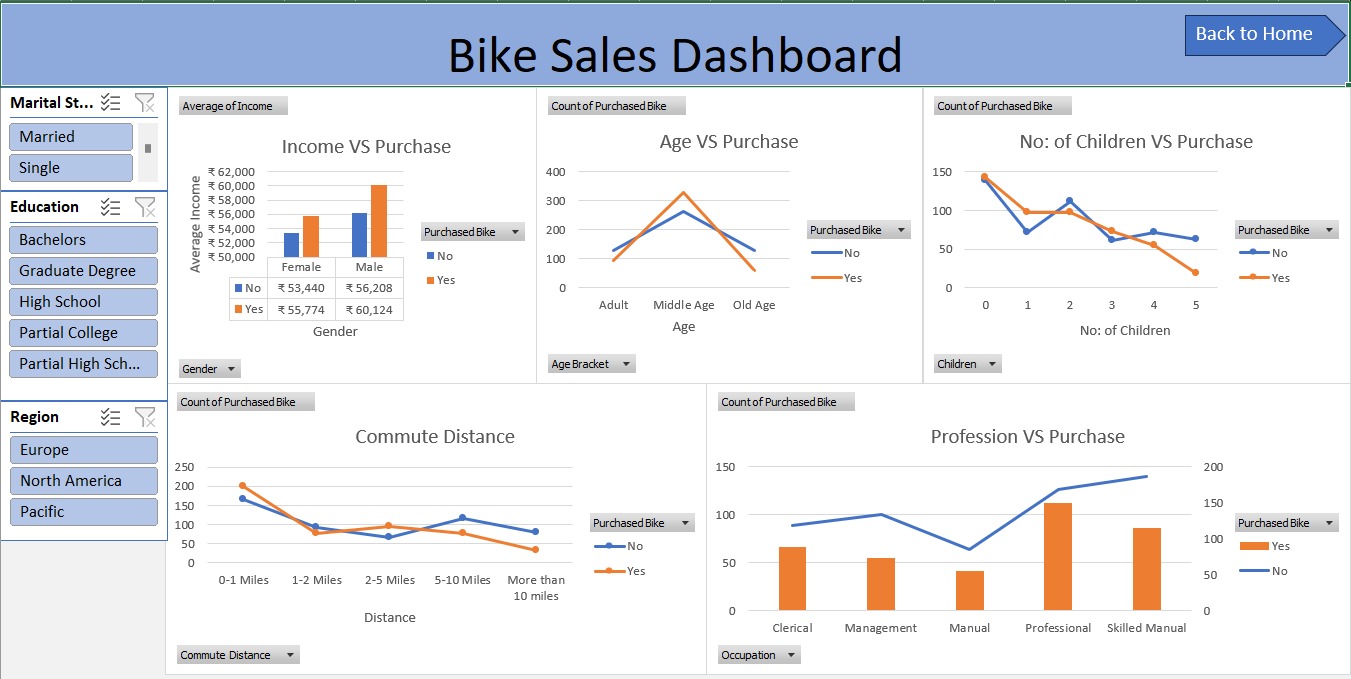 Bike Sales Dashboard
Back to Home
Marital St...
Married
Single
Education
Bachelors
Graduate Degree
High School
Partial College
Partial High Sch...
Region
Europe
North America
Pacific
Average of Income
Income VS Purchase
Average Income
₹ 62,000
₹ 60,000
₹ 58,000
₹ 56,000
₹ 54,000
₹ 52,000
₹ 50,000
Female Male
No ₹ 53,440 ₹ 56,208
Yes ₹ 55,774 ₹ 60,124
Gender
Purchased Bike
No
Yes
Gender
Count of Purchased Bike
Age VS Purchase
400
300
200
100
0
Adult Middle Age Old Age
Age
Purchased Bike
No
Yes
Age Bracket
Count of Purchased Bike
No: of Children VS Purchase
150
100
50
0
0 1 2 3 4 5
No: of Children
Purchased Bike
No
Yes
Children
Count of Purchased Bike
Commute Distance
250
200
150
100
50
0
0-1 Miles 1-2 Miles 2-5 Miles 5-10 Miles More than
10 miles
Distance
Purchased Bike
No
Yes
Commute Distance
Count of Purchased Bike
Profession VS Purchase
150
100
50
0
200
150
100
50
0
Clerical Management Manual Professional Skilled Manual
Purchased Bike
Yes
No
Occupation